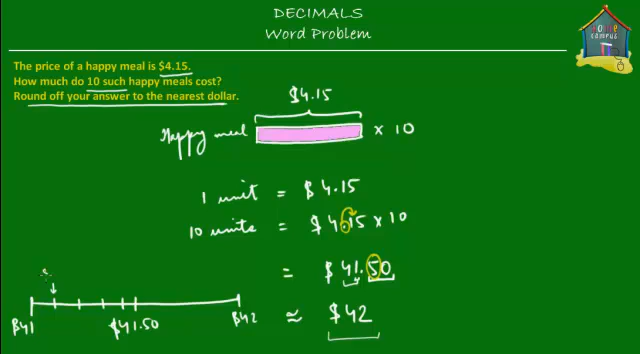 DECIMALS
Word Problem
home campus
The price of a happy meal is $4.15.
How much do 10 such happy meals cost?
Round off your answer to the nearest dollar.
$4.15
Happy meal × 10
1 unit = $4.15
10 units = $4.15 × 10
= $41.50
$41 $41.50 $42
≈ $42